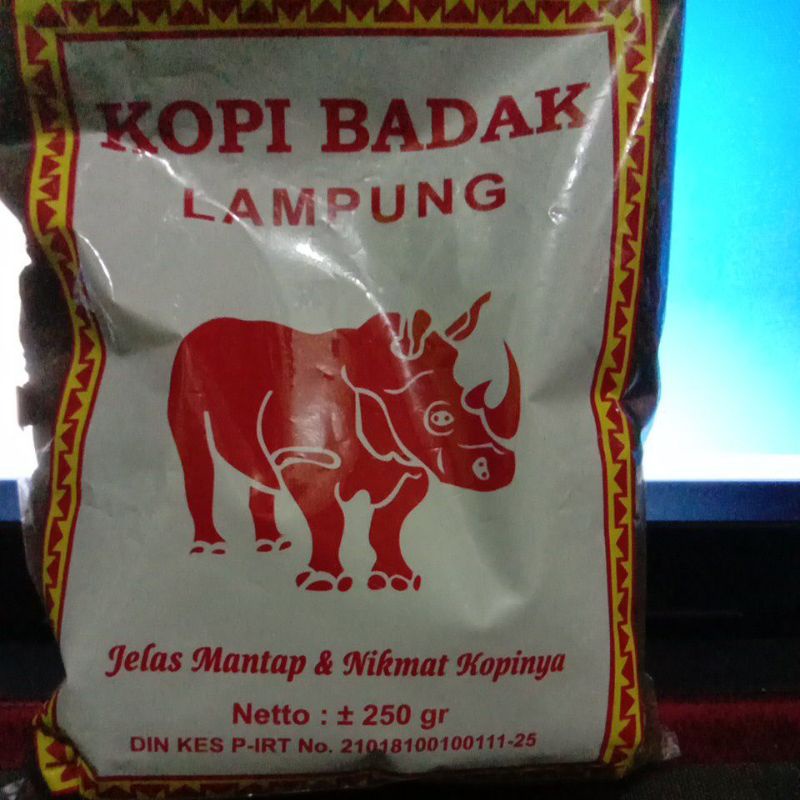 KOPI BADAK
LAMPUNG
Jelas Mantap & Nikmat Kopinya
Netto : ± 250 gr
DIN KES P-IRT No. 21018100100111-25